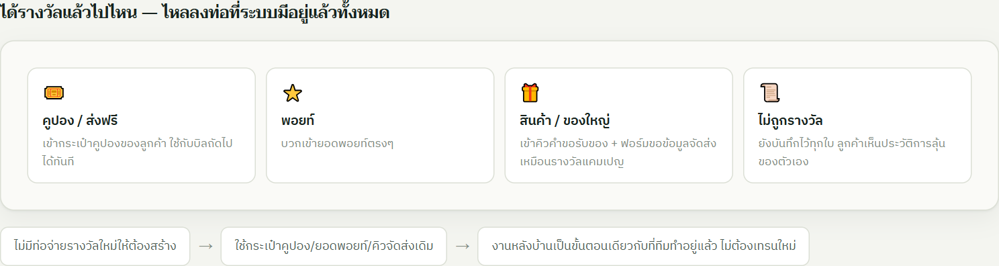 ได้รางวัลแล้วไปไหน — ไหลลงท่อที่ระบบมีอยู่แล้วทั้งหมด
คูปอง / ส่งฟรี
เข้ากระเป๋าคูปองของลูกค้า ใช้กับบิลถัดไป
ได้ทันที
พอยท์
บวกเข้ายอดพอยท์ตรงๆ
สินค้า / ของใหญ่
เข้าคิวคำขอรับของ + ฟอร์มขอข้อมูลจัดส่ง
เหมือนรางวัลแคมเปญ
ไม่ถูกรางวัล
ยังบันทึกไว้ทุกใบ ลูกค้าเห็นประวัติการลุ้น
ของตัวเอง
ไม่มีท่อจ่ายรางวัลใหม่ให้ต้องสร้าง → ใช้กระเป๋าคูปอง/ยอดพอยท์/คิวจัดส่งเดิม → งานหลังบ้านเป็นขั้นตอนเดียวกับที่ทีมทำอยู่แล้ว ไม่ต้องเทรนใหม่